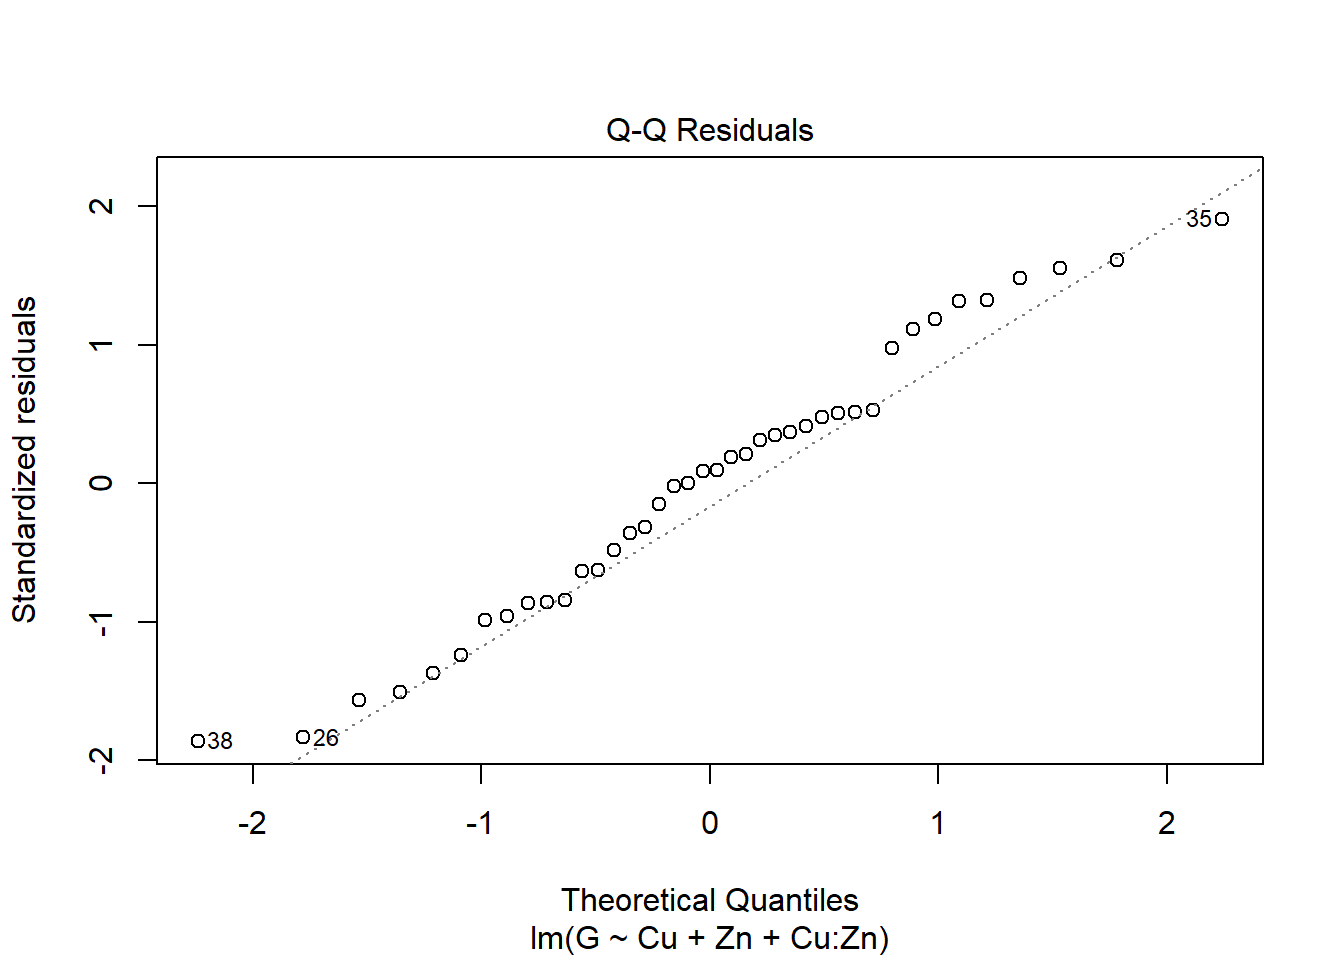 Q-Q Residuals
Standardized residuals
2
1
0
-1
-2
35
38
26
-2 -1 0 1 2
Theoretical Quantiles
lm(G ~ Cu + Zn + Cu:Zn)